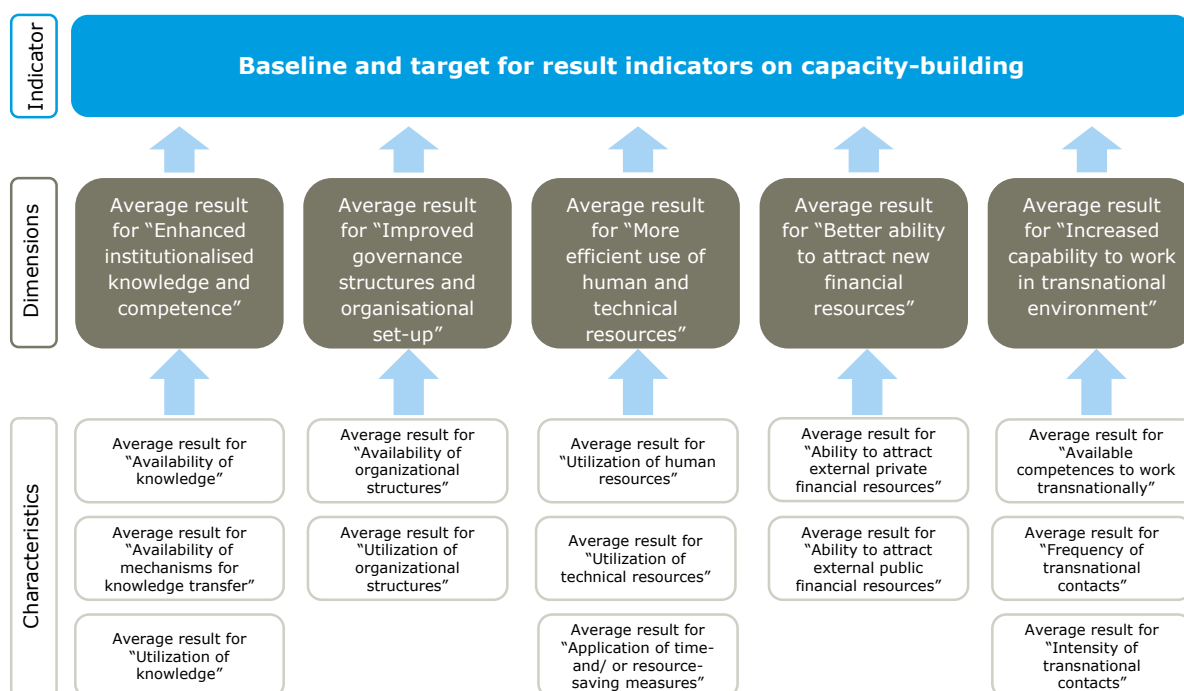 Indicator
Baseline and target for result indicators on capacity-building
Dimensions
Average result
for “Enhanced
institutionalised
knowledge and
competence”
Average result
for “Improved
governance
structures and
organisational
set-up”
Average result
for “More
efficient use of
human and
technical
resources”
Average result
for “Better ability
to attract new
financial
resources”
Average result
for “Increased
capability to work
in transnational
environment”
Characteristics
Average result for
“Availability of
knowledge”
Average result for
“Availability of
organizational
structures”
Average result for
“Utilization of human
resources”
Average result for
“Ability to attract
external private
financial resources”
Average result for
“Available
competences to work
transnationally”
Average result for
“Availability of
mechanisms for
knowledge transfer”
Average result for
“Utilization of
organizational
structures”
Average result for
“Utilization of
technical resources”
Average result for
“Ability to attract
external public
financial resources”
Average result for
“Frequency of
transnational
contacts”
Average result for
“Utilization of
knowledge”
Average result for
“Application of time-
and/ or resource-
saving measures”
Average result for
“Intensity of
transnational
contacts”